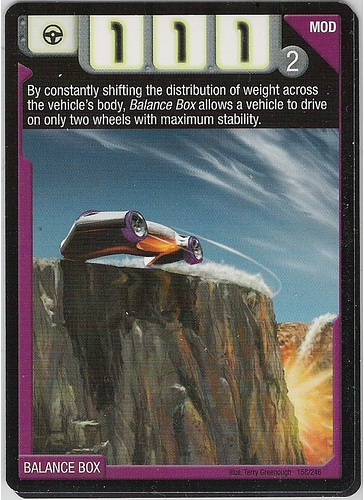 MOD
1 1 1
2
By constantly shifting the distribution of weight across
the vehicle's body, Balance Box allows a vehicle to drive
on only two wheels with maximum stability.
BALANCE BOX
Illus. Terry Greenough 158/246